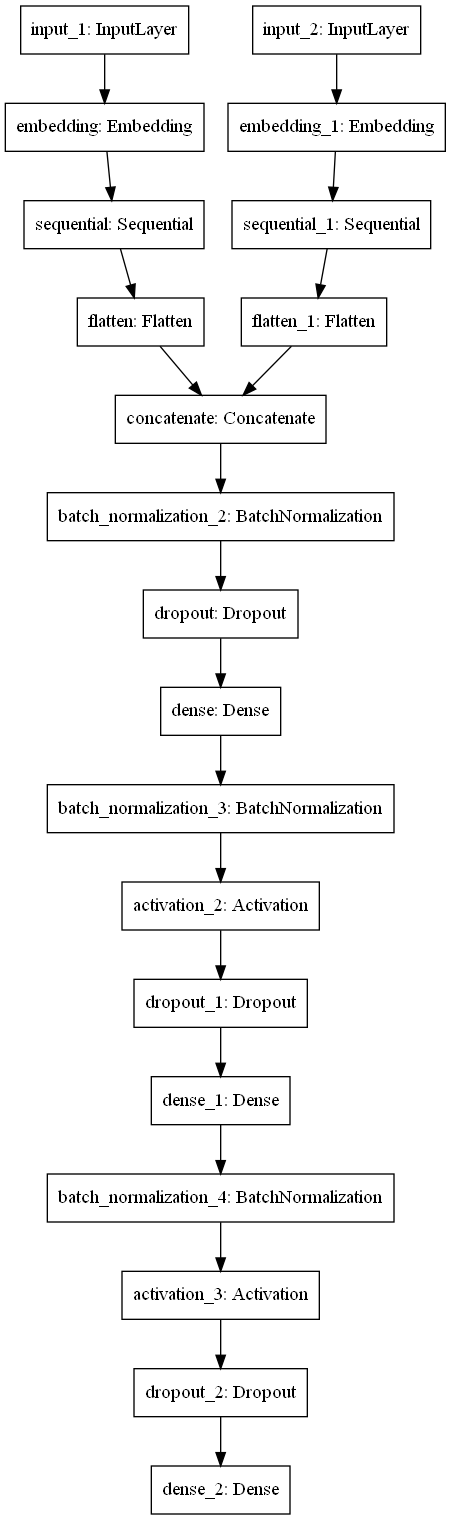 input_1: InputLayer
input_2: InputLayer
embedding: Embedding
embedding_1: Embedding
sequential: Sequential
sequential_1: Sequential
flatten: Flatten
flatten_1: Flatten
concatenate: Concatenate
batch_normalization_2: BatchNormalization
dropout: Dropout
dense: Dense
batch_normalization_3: BatchNormalization
activation_2: Activation
dropout_1: Dropout
dense_1: Dense
batch_normalization_4: BatchNormalization
activation_3: Activation
dropout_2: Dropout
dense_2: Dense